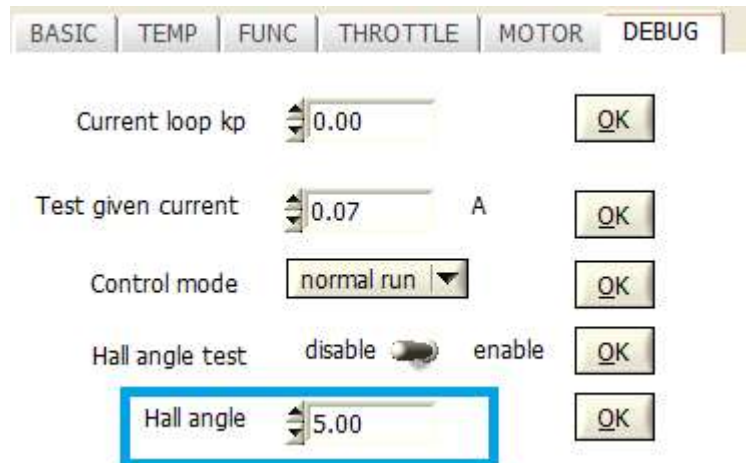 BASIC TEMP FUNC THROTTLE MOTOR DEBUG
Current loop kp 0.00 OK
Test given current 0.07 A OK
Control mode normal run OK
Hall angle test disable enable OK
Hall angle 5.00 OK